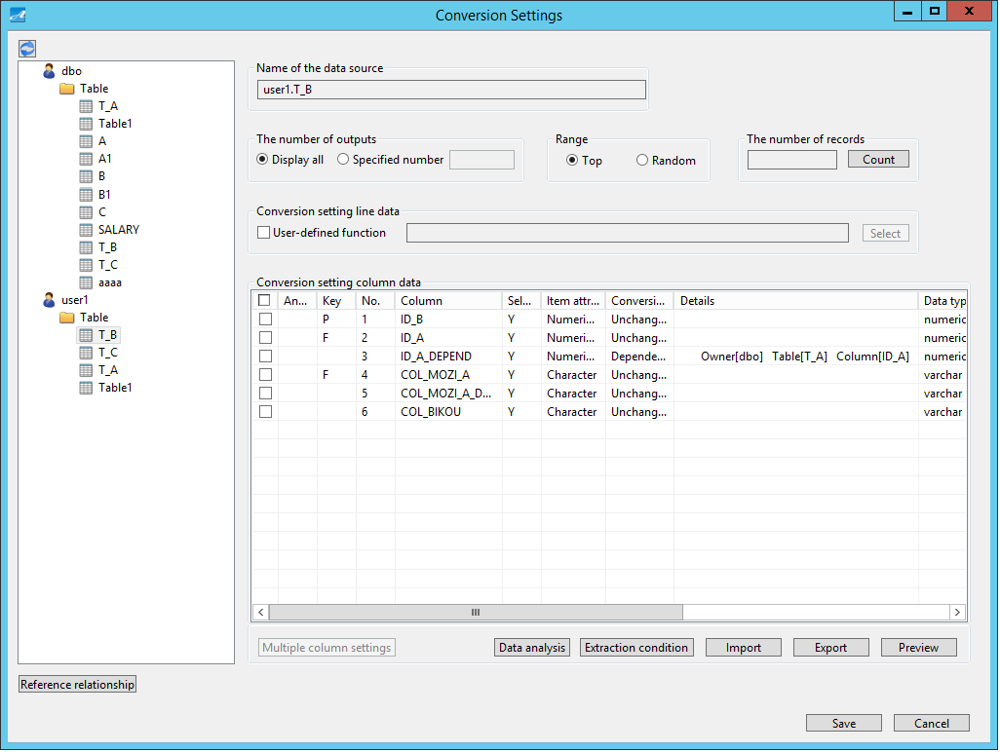 Conversion Settings
dbo
Table
T_A
Table1
A
A1
B
B1
C
SALARY
T_B
T_C
aaaa
user1
Table
T_B
T_C
T_A
Table1
Reference relationship
Name of the data source
user1.T_B
The number of outputs
Display all Specified number
Range
Top Random
The number of records
Count
Conversion setting line data
User-defined function Select
Conversion setting column data
An... Key No. Column Sel... Item attr... Conversi... Details Data typ
P 1 ID_B Y Numeri... Unchang... numeric
F 2 ID_A Y Numeri... Unchang... numeric
3 ID_A_DEPEND Y Numeri... Depende... Owner[dbo] Table[T_A] Column[ID_A] numeric
F 4 COL_MOZI_A Y Character Unchang... varchar
5 COL_MOZI_A_D... Y Character Unchang... varchar
6 COL_BIKOU Y Character Unchang... varchar
Multiple column settings Data analysis Extraction condition Import Export Preview
Save Cancel